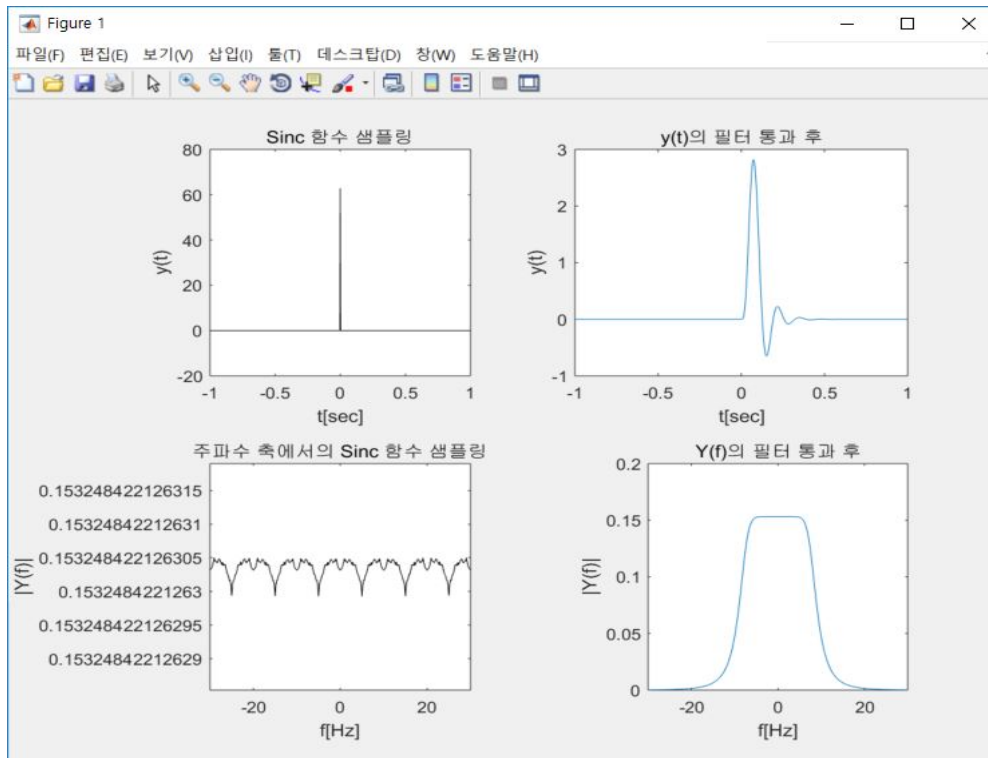 Figure 1
파일(F) 편집(E) 보기(V) 삽입(I) 툴(T) 데스크탑(D) 창(W) 도움말(H)
Sinc 함수 샘플링
80
60
40
20
0
-20
y(t)
-1 -0.5 0 0.5 1
t[sec]
y(t)의 필터 통과 후
3
2
1
0
-1
y(t)
-1 -0.5 0 0.5 1
t[sec]
주파수 축에서의 Sinc 함수 샘플링
0.153248422126315
0.15324842212631
0.153248422126305
0.1532484221263
0.153248422126295
0.15324842212629
|Y(f)|
-20 0 20
f[Hz]
Y(f)의 필터 통과 후
0.2
0.15
0.1
0.05
0
|Y(f)|
-20 0 20
f[Hz]